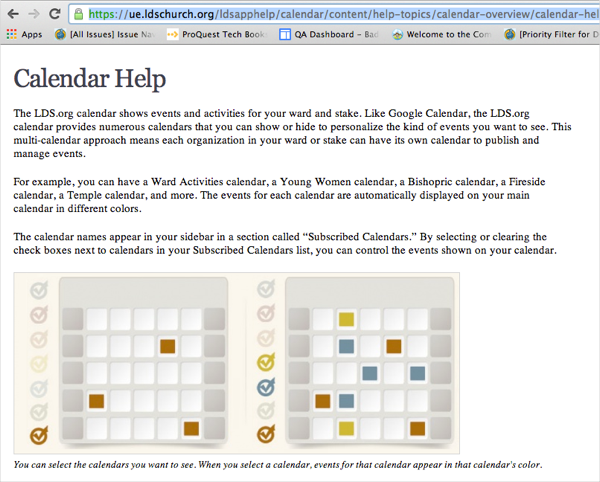 https://ue.ldschurch.org/ldsapphelp/calendar/content/help-topics/calendar-overview/calendar-hel
Apps [All Issues] Issue Nav ProQuest Tech Book QA Dashboard - Bad Welcome to the Com [Priority Filter for D
Calendar Help
The LDS.org calendar shows events and activities for your ward and stake. Like Google Calendar, the LDS.org
calendar provides numerous calendars that you can show or hide to personalize the kind of events you want to see. This
multi-calendar approach means each organization in your ward or stake can have its own calendar to publish and
manage events.
For example, you can have a Ward Activities calendar, a Young Women calendar, a Bishopric calendar, a Fireside
calendar, a Temple calendar, and more. The events for each calendar are automatically displayed on your main
calendar in different colors.
The calendar names appear in your sidebar in a section called “Subscribed Calendars.” By selecting or clearing the
check boxes next to calendars in your Subscribed Calendars list, you can control the events shown on your calendar.
You can select the calendars you want to see. When you select a calendar, events for that calendar appear in that calendar's color.